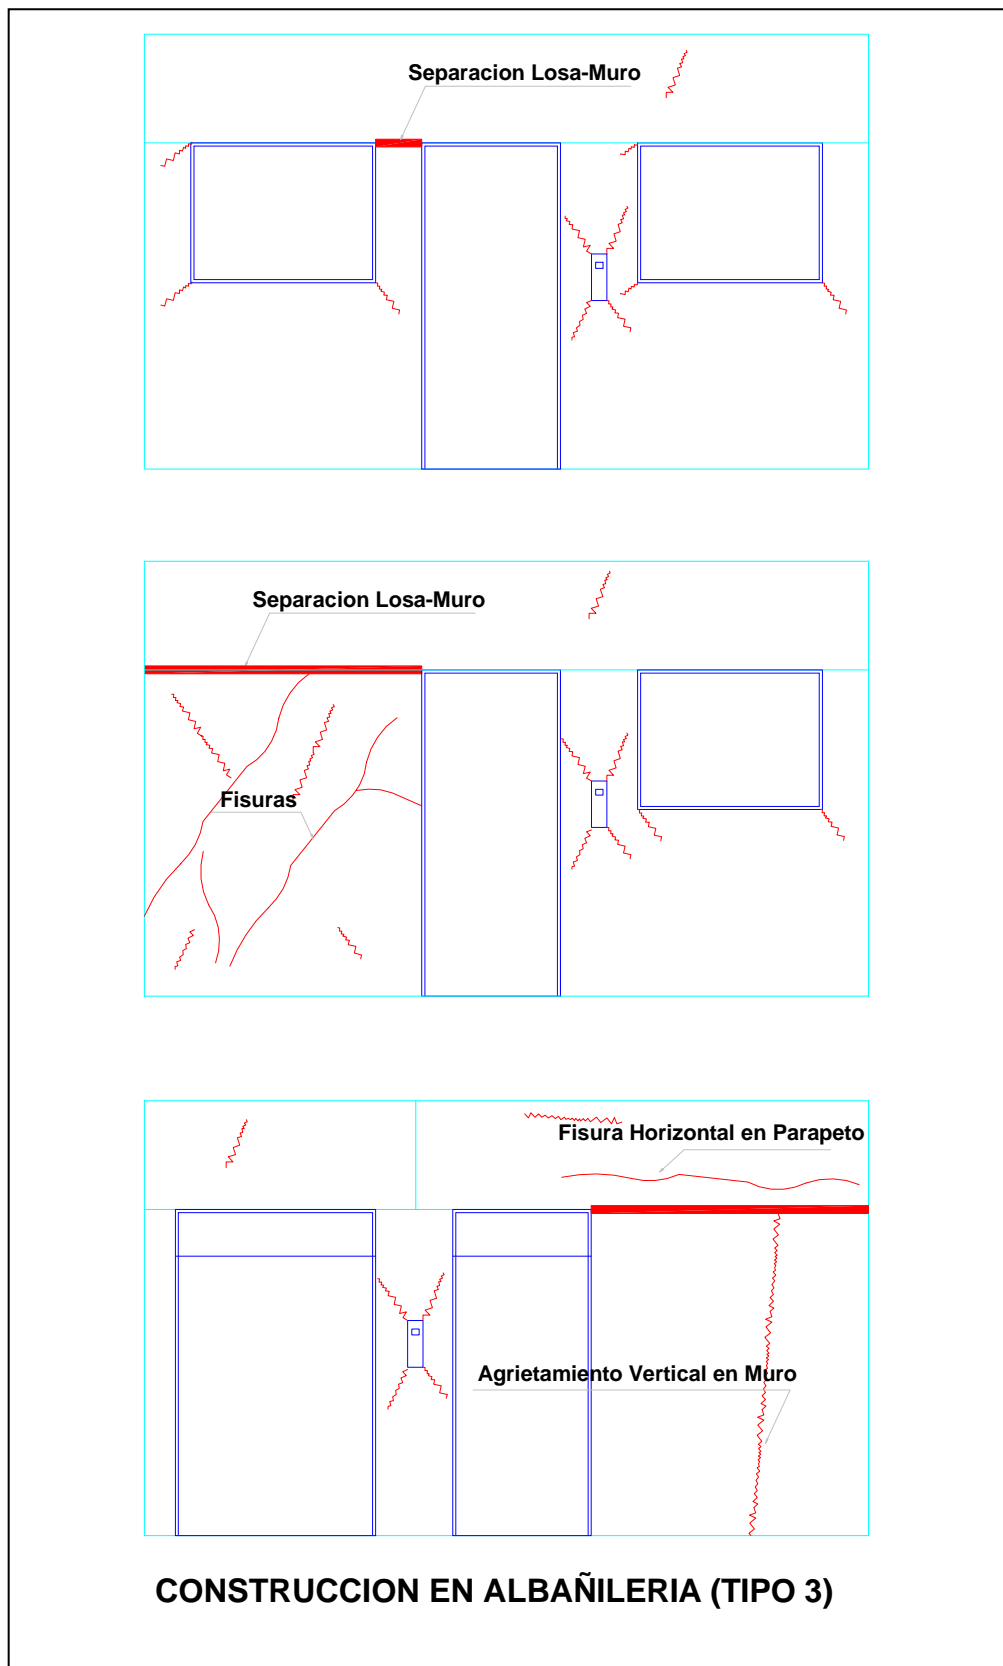 Separacion Losa-Muro
Separacion Losa-Muro
Fisuras
Fisura Horizontal en Parapeto
Agrietamiento Vertical en Muro
CONSTRUCCION EN ALBAÑILERIA (TIPO 3)